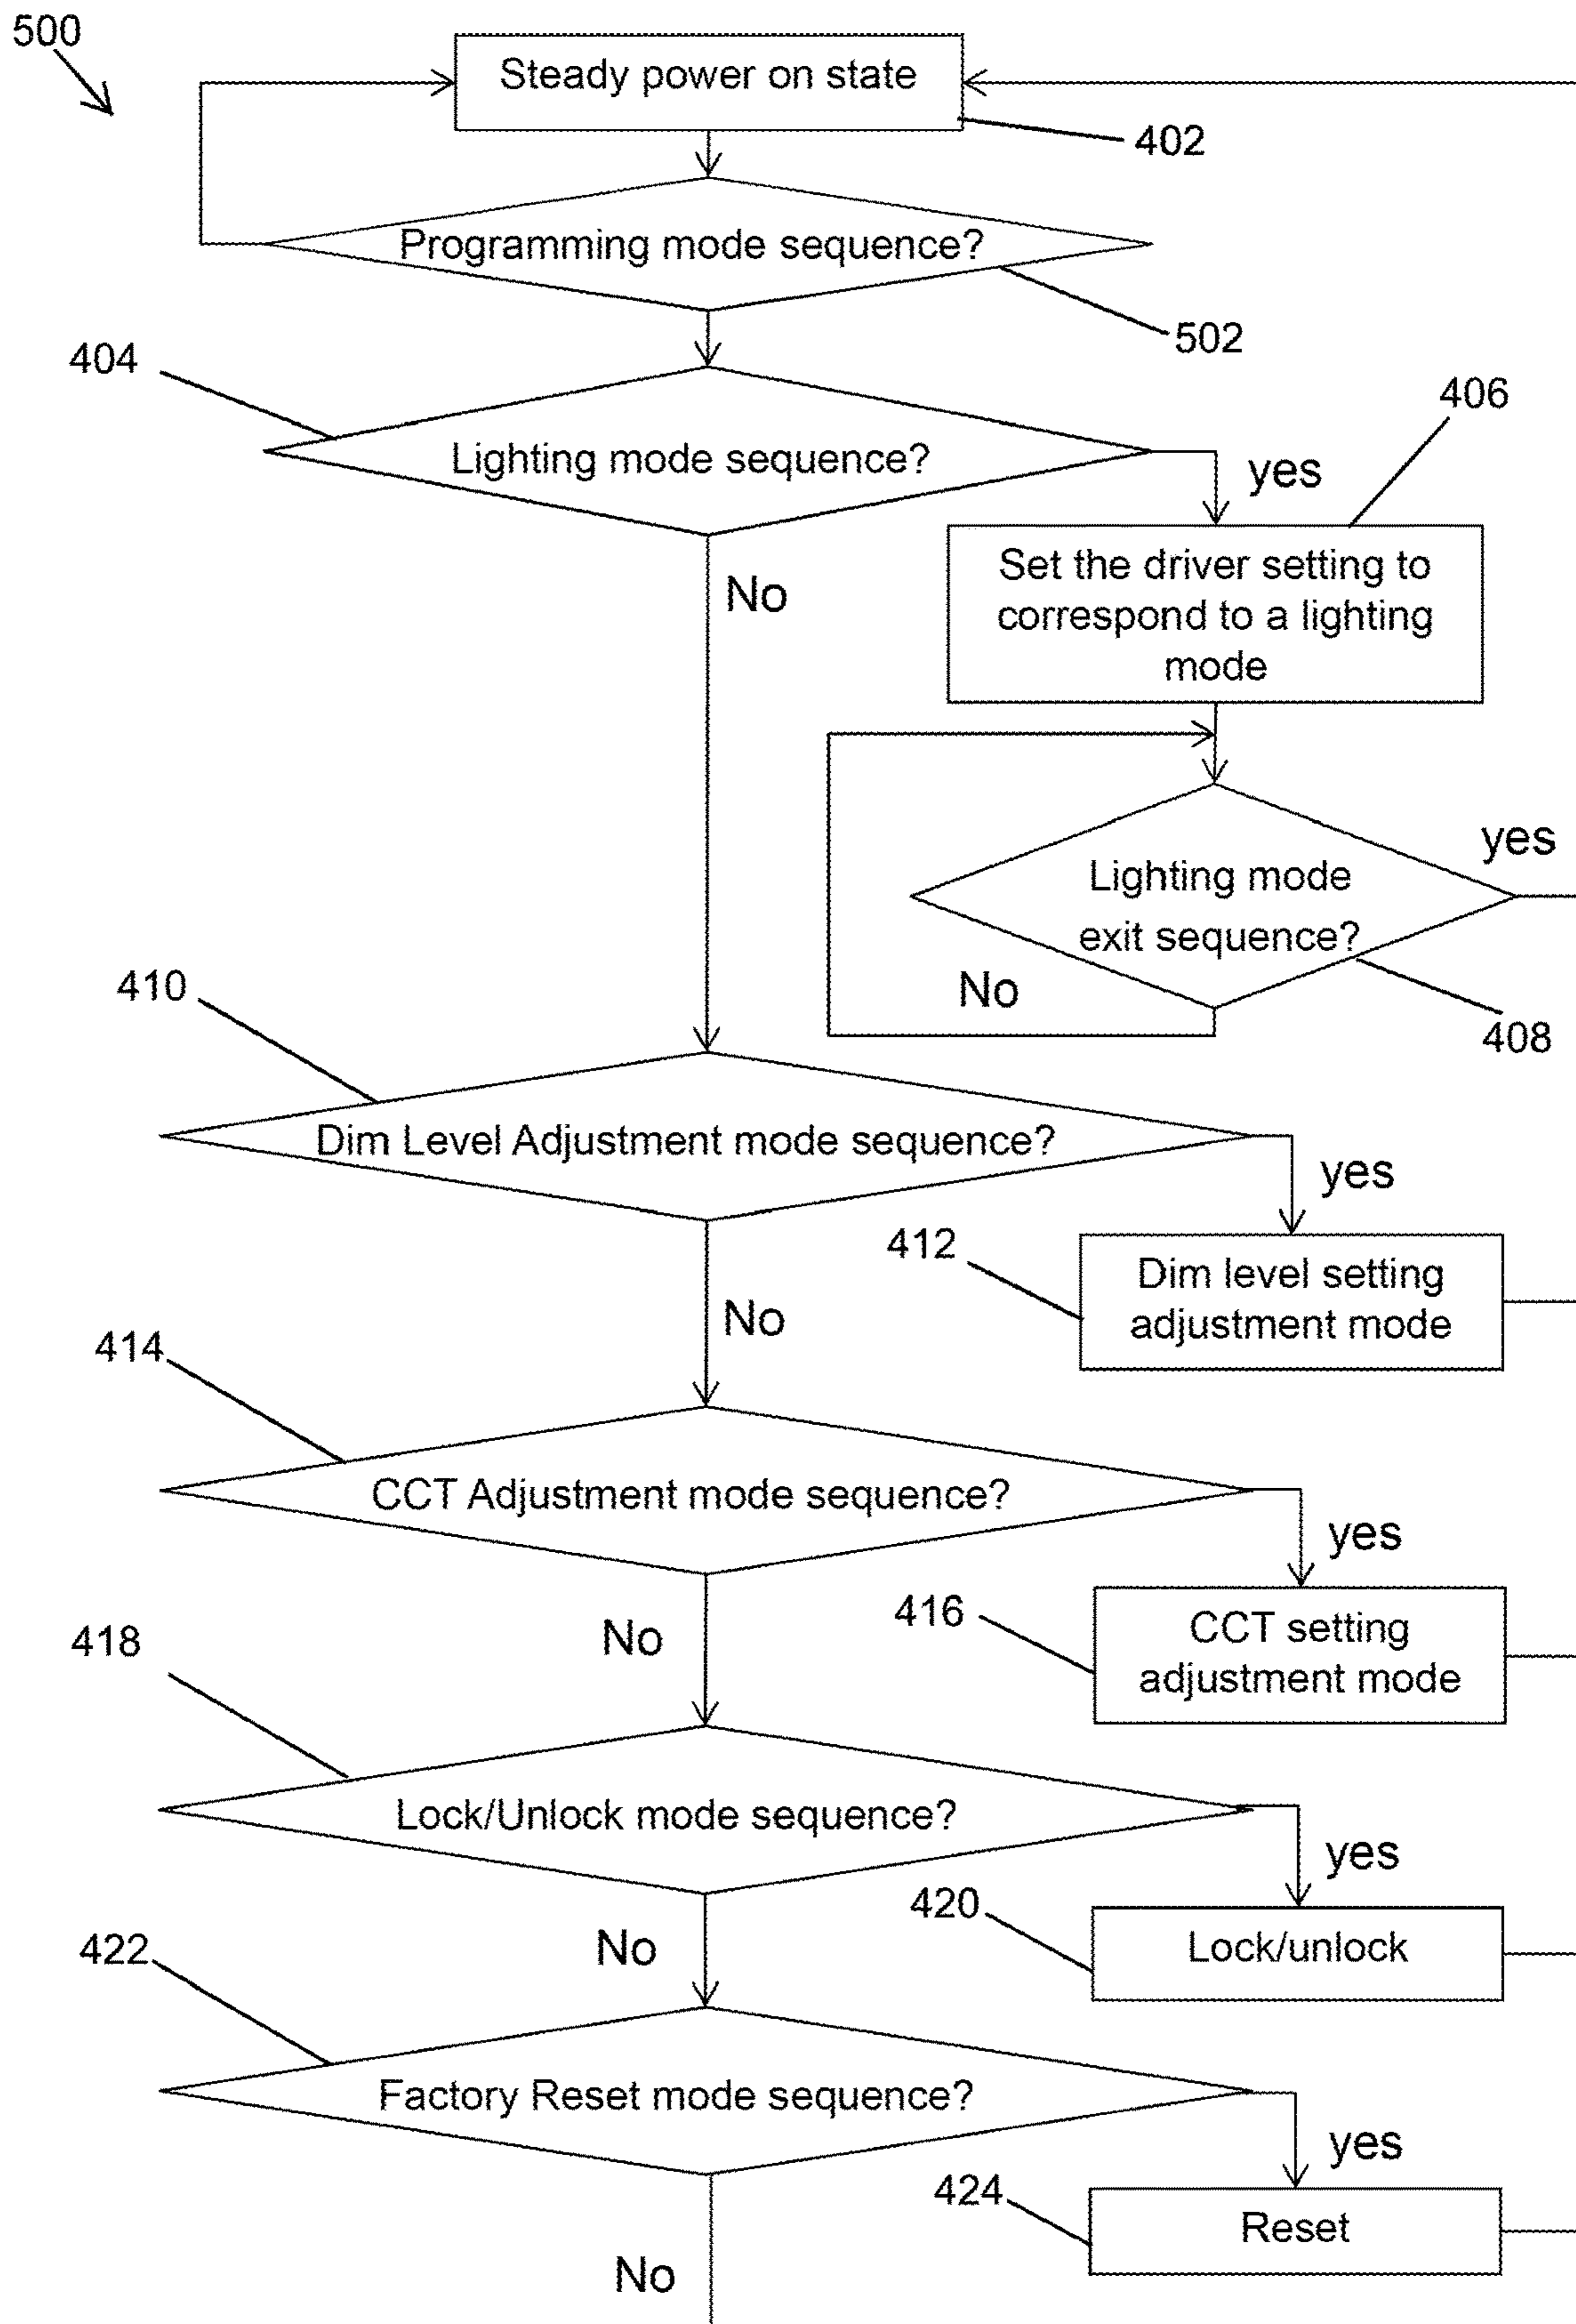 500
Steady power on state
402
Programming mode sequence?
502
404
Lighting mode sequence?
yes
406
Set the driver setting to
correspond to a lighting
mode
No
yes
Lighting mode
exit sequence?
No
408
410
Dim Level Adjustment mode sequence?
yes
412
Dim level setting
adjustment mode
No
414
CCT Adjustment mode sequence?
yes
416
CCT setting
adjustment mode
No
418
Lock/Unlock mode sequence?
yes
420
Lock/unlock
No
422
Factory Reset mode sequence?
yes
424
Reset
No